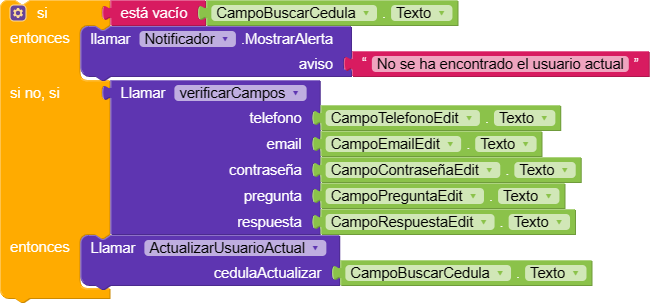 si está vacío CampoBuscarCedula . Texto
entonces llamar Notificador .MostrarAlerta
aviso “ No se ha encontrado el usuario actual ”
si no, si Llamar verificarCampos
telefono CampoTelefonoEdit . Texto
email CampoEmailEdit . Texto
contraseña CampoContraseñaEdit . Texto
pregunta CampoPreguntaEdit . Texto
respuesta CampoRespuestaEdit . Texto
entonces Llamar ActualizarUsuarioActual
cedulaActualizar CampoBuscarCedula . Texto